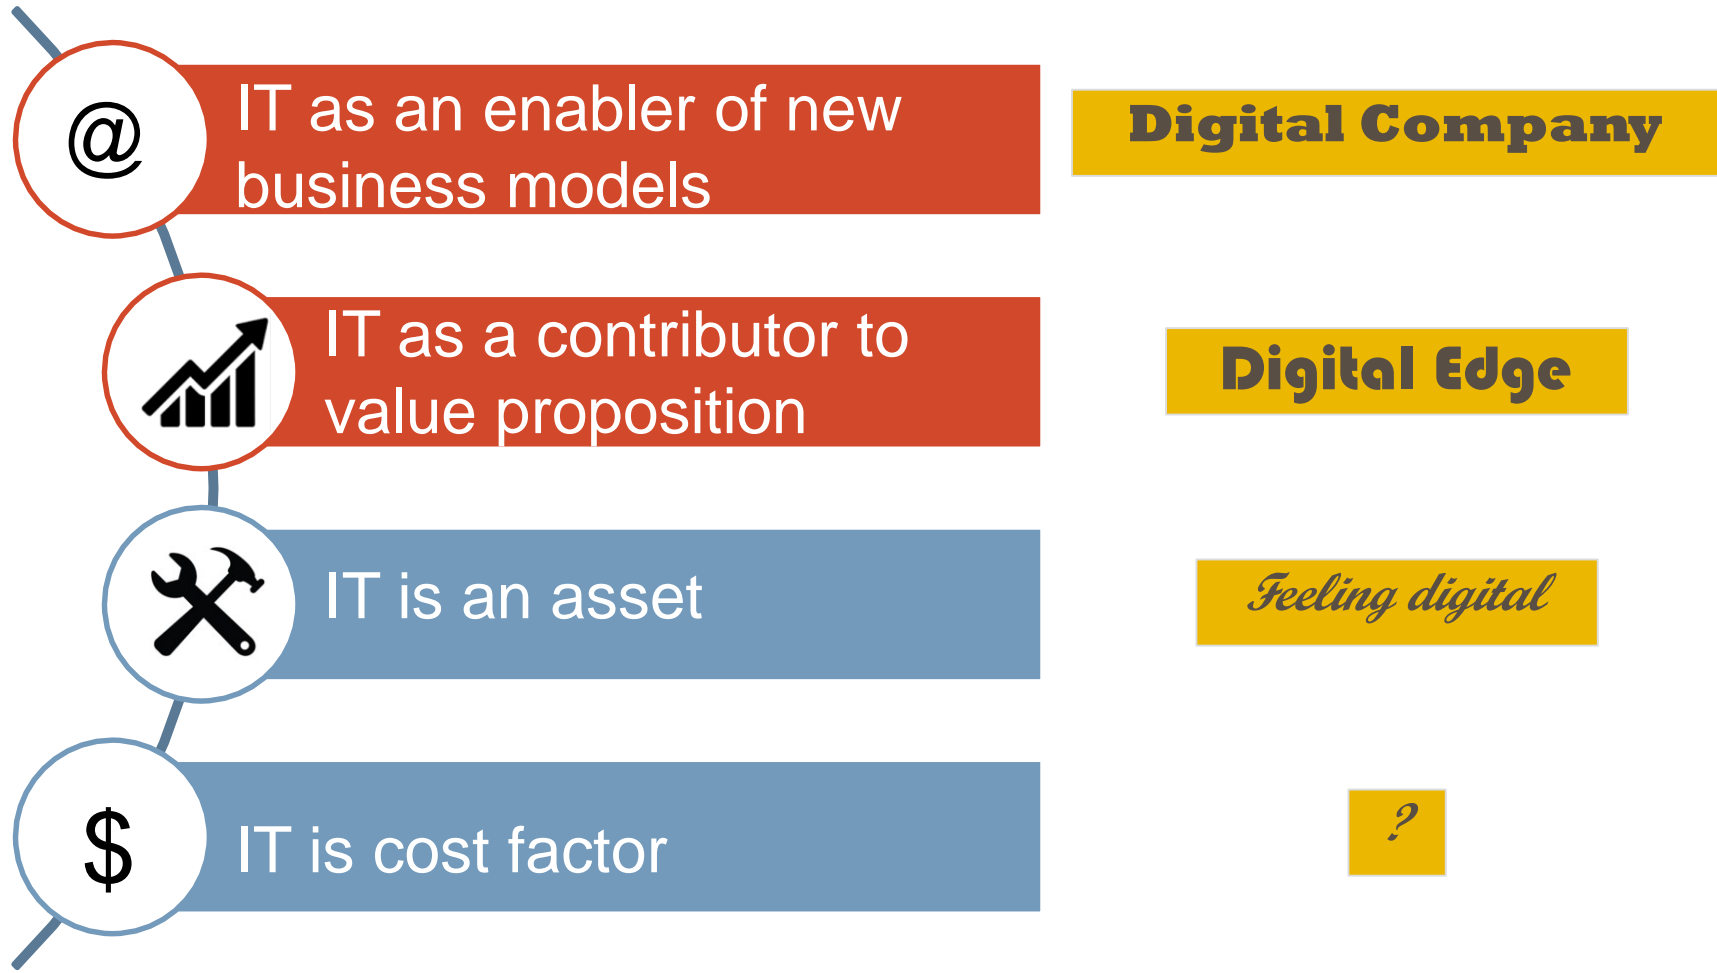 @
IT as an enabler of new
business models
Digital Company
IT as a contributor to
value proposition
Digital Edge
IT is an asset
Feeling digital
$
IT is cost factor
?